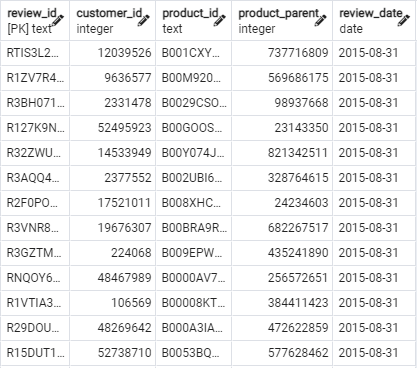 review_id customer_id product_id product_parent review_date
[PK] text integer text integer date
RTIS3L2... 12039526 B001CXY... 737716809 2015-08-31
R1ZV7R4... 9636577 B00M920... 569686175 2015-08-31
R3BH071... 2331478 B0029CSO... 98937668 2015-08-31
R127K9N... 52495923 B00GOOS... 23143350 2015-08-31
R32ZWU... 14533949 B00Y074J... 821342511 2015-08-31
R3AQQ4... 2377552 B002UBI6... 328764615 2015-08-31
R2F0PO... 17521011 B008XHC... 24234603 2015-08-31
R3VNR8... 19676307 B00BRA9R... 682267517 2015-08-31
R3GZTM... 224068 B009EPW... 435241890 2015-08-31
RNQOY6... 48467989 B0000AV7... 256572651 2015-08-31
R1VTIA3... 106569 B00008KT... 384411423 2015-08-31
R29DOU... 48269642 B000A3IA... 472622859 2015-08-31
R15DUT1... 52738710 B0053BQ... 577628462 2015-08-31